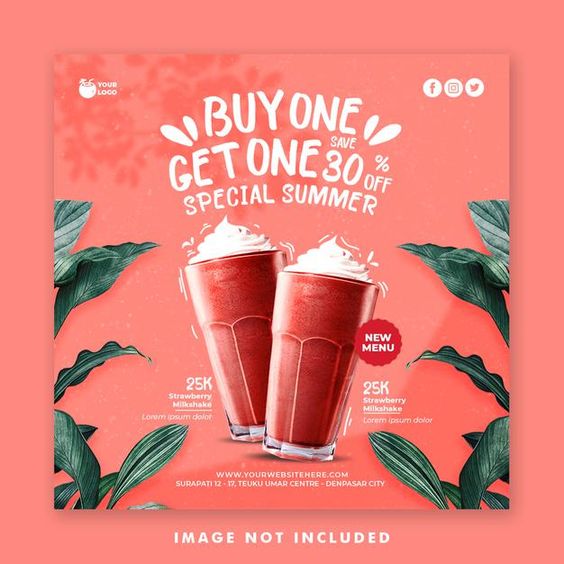 YOUR
LOGO
BUY ONE
SAVE
GET ONE 30 % OFF
SPECIAL SUMMER
NEW
MENU
25K
Strawberry
Milkshake
Lorem ipsum dolor
25K
Strawberry
Milkshake
Lorem ipsum dolor
WWW.YOURWEBSITEHERE.COM
SURAPATI 12 - 17, TEUKU UMAR CENTRE - DENPASAR CITY
IMAGE NOT INCLUDED